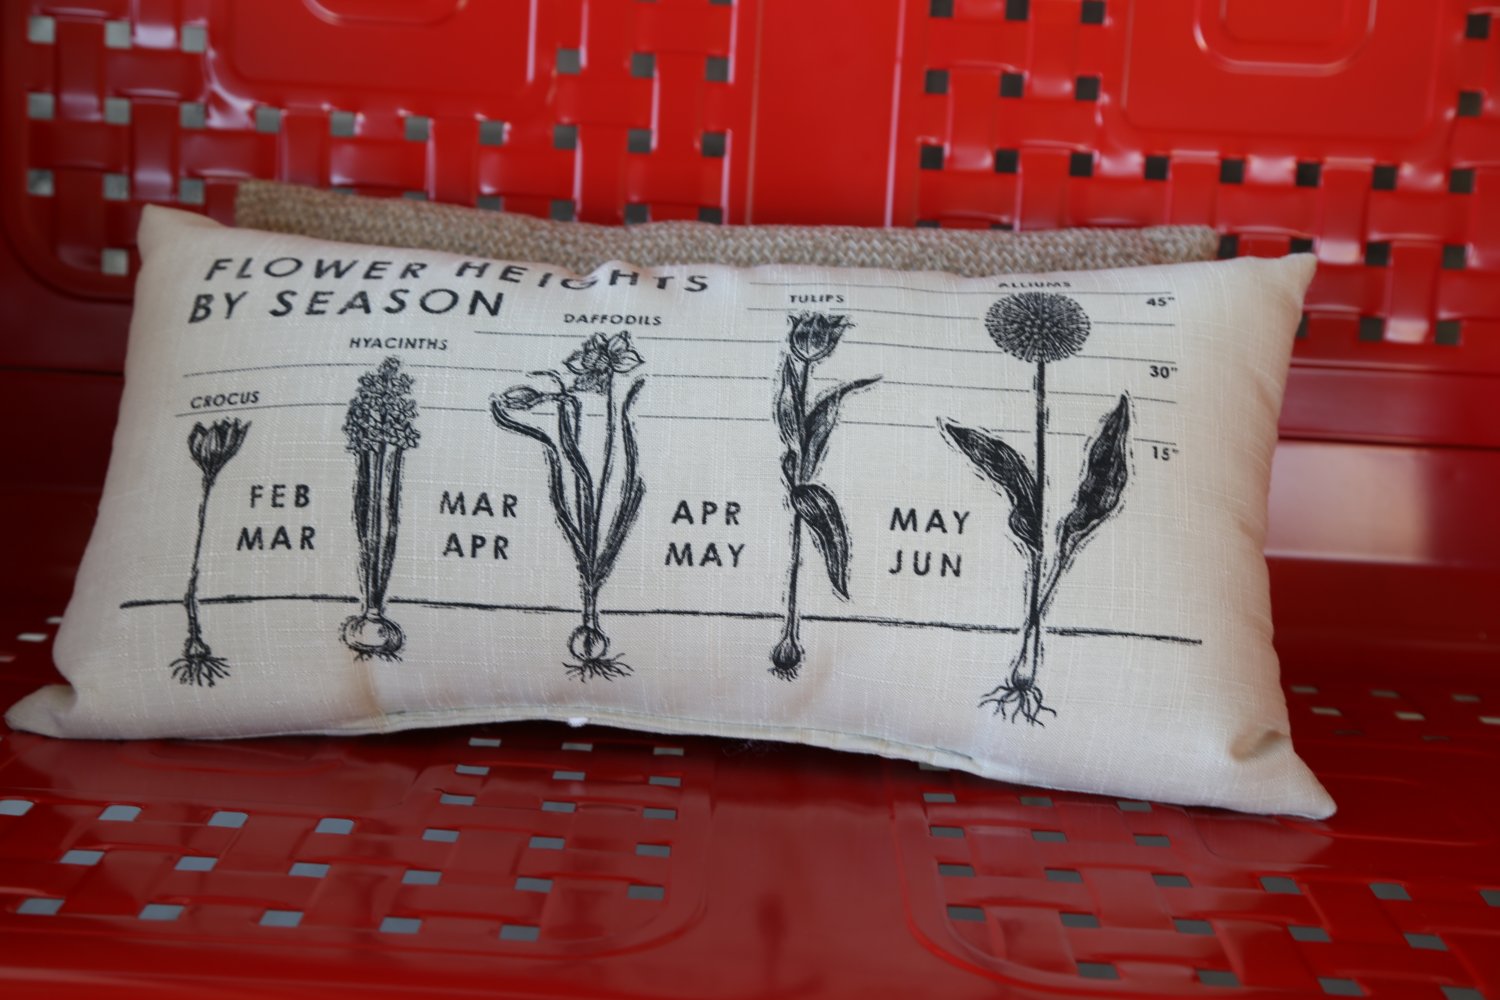 FLOWER HEIGHTS
BY SEASON
CROCUS
HYACINTHS
DAFFODILS
TULIPS
ALLIUMS
45"
30"
15"
FEB
MAR
MAR
APR
APR
MAY
MAY
JUN